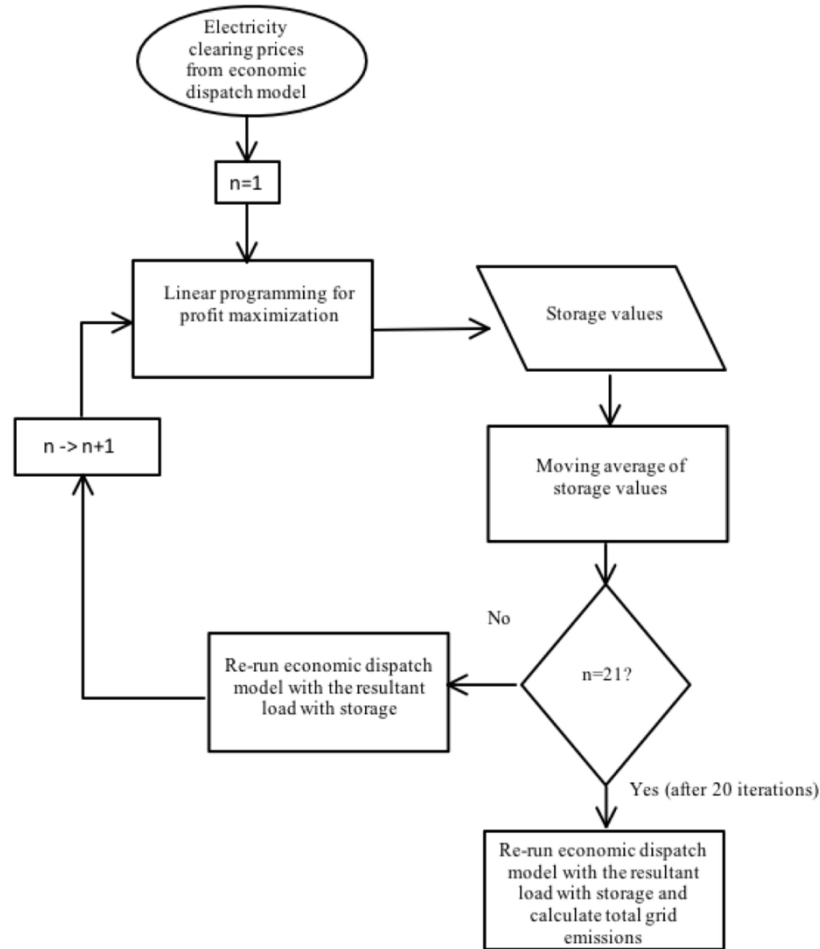 Electricity
clearing prices
from economic
dispatch model
n=1
Linear programming for
profit maximization
Storage values
n -> n+1
Moving average of
storage values
No
n=21?
Re-run economic dispatch
model with the resultant
load with storage
Yes (after 20 iterations)
Re-run economic dispatch
model with the resultant
load with storage and
calculate total grid
emissions